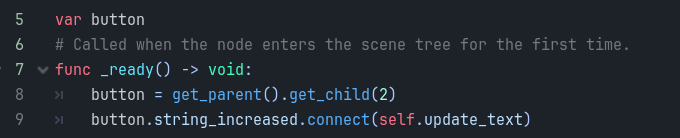 5 var button
6 # Called when the node enters the scene tree for the first time.
7 func _ready() -> void:
8 button = get_parent().get_child(2)
9 button.string_increased.connect(self.update_text)